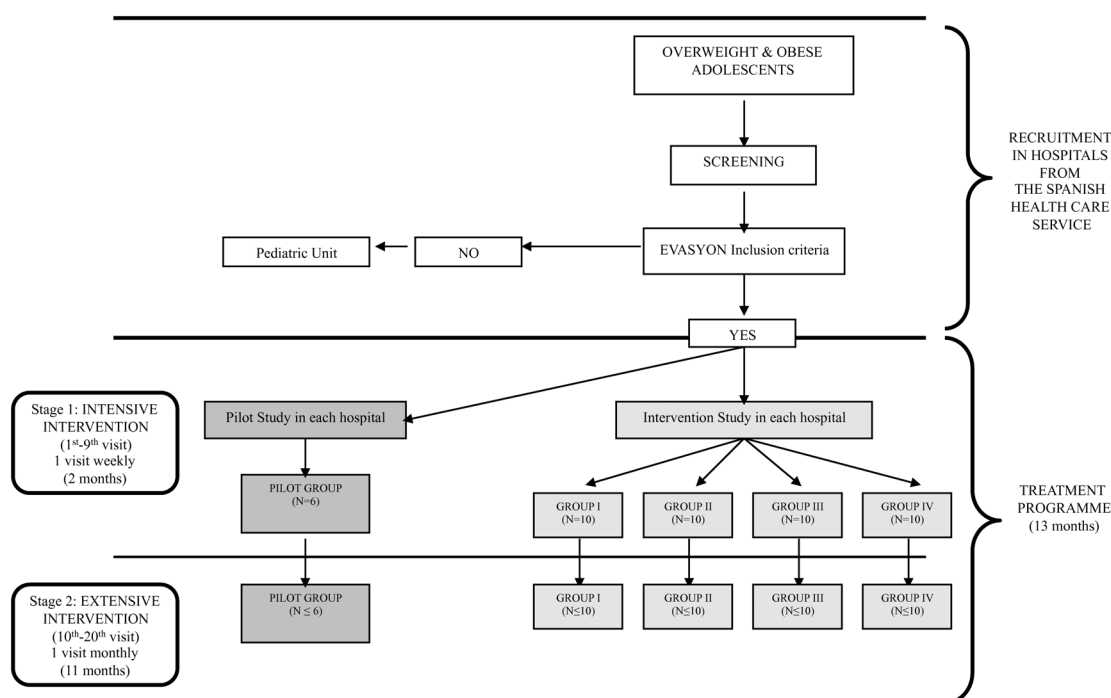 OVERWEIGHT & OBESE
ADOLESCENTS
SCREENING
EVASYON Inclusion criteria
NO
Pediatric Unit
YES
RECRUITMENT
IN HOSPITALS
FROM
THE SPANISH
HEALTH CARE
SERVICE
Stage 1: INTENSIVE
INTERVENTION
(1st-9th visit)
1 visit weekly
(2 months)
Pilot Study in each hospital
Intervention Study in each hospital
PILOT GROUP
(N=6)
GROUP I
(N=10)
GROUP II
(N=10)
GROUP III
(N=10)
GROUP IV
(N=10)
TREATMENT
PROGRAMME
(13 months)
Stage 2: EXTENSIVE
INTERVENTION
(10th-20th visit)
1 visit monthly
(11 months)
PILOT GROUP
(N ≤ 6)
GROUP I
(N≤10)
GROUP II
(N≤10)
GROUP III
(N≤10)
GROUP IV
(N≤10)